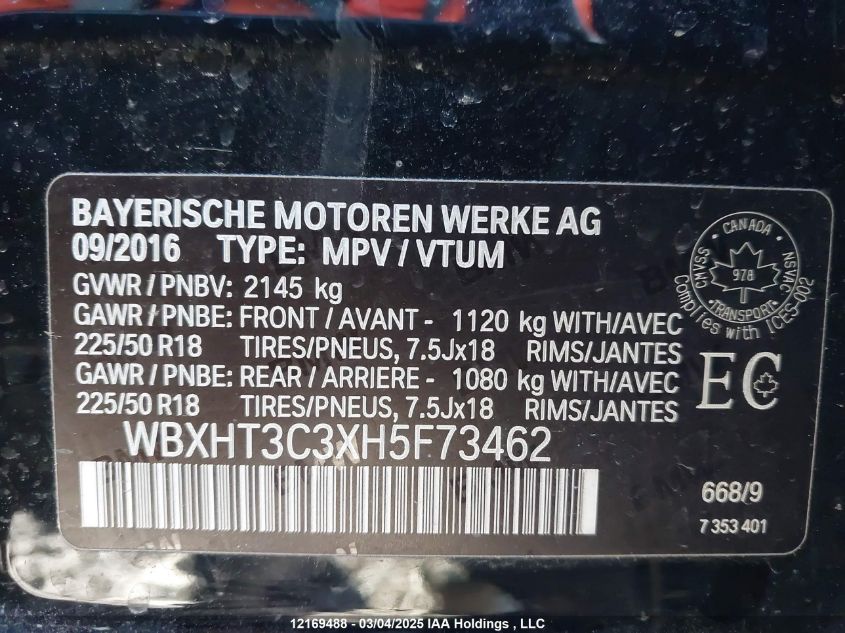 BAYERISCHE MOTOREN WERKE AG
09/2016 TYPE: MPV / VTUM
GVWR / PNBV: 2145 kg
GAWR / PNBE: FRONT / AVANT - 1120 kg WITH/AVEC
225/50 R18 TIRES/PNEUS, 7.5Jx18 RIMS/JANTES
GAWR / PNBE: REAR / ARRIERE - 1080 kg WITH/AVEC
225/50 R18 TIRES/PNEUS, 7.5Jx18 RIMS/JANTES
WBXHT3C3XH5F73462
CANADA
CMVSS
978
NSVAC
TRANSPORT
Complies with ICES-002
EC
668/9
7 353 401
12169488 - 03/04/2025 IAA Holdings , LLC